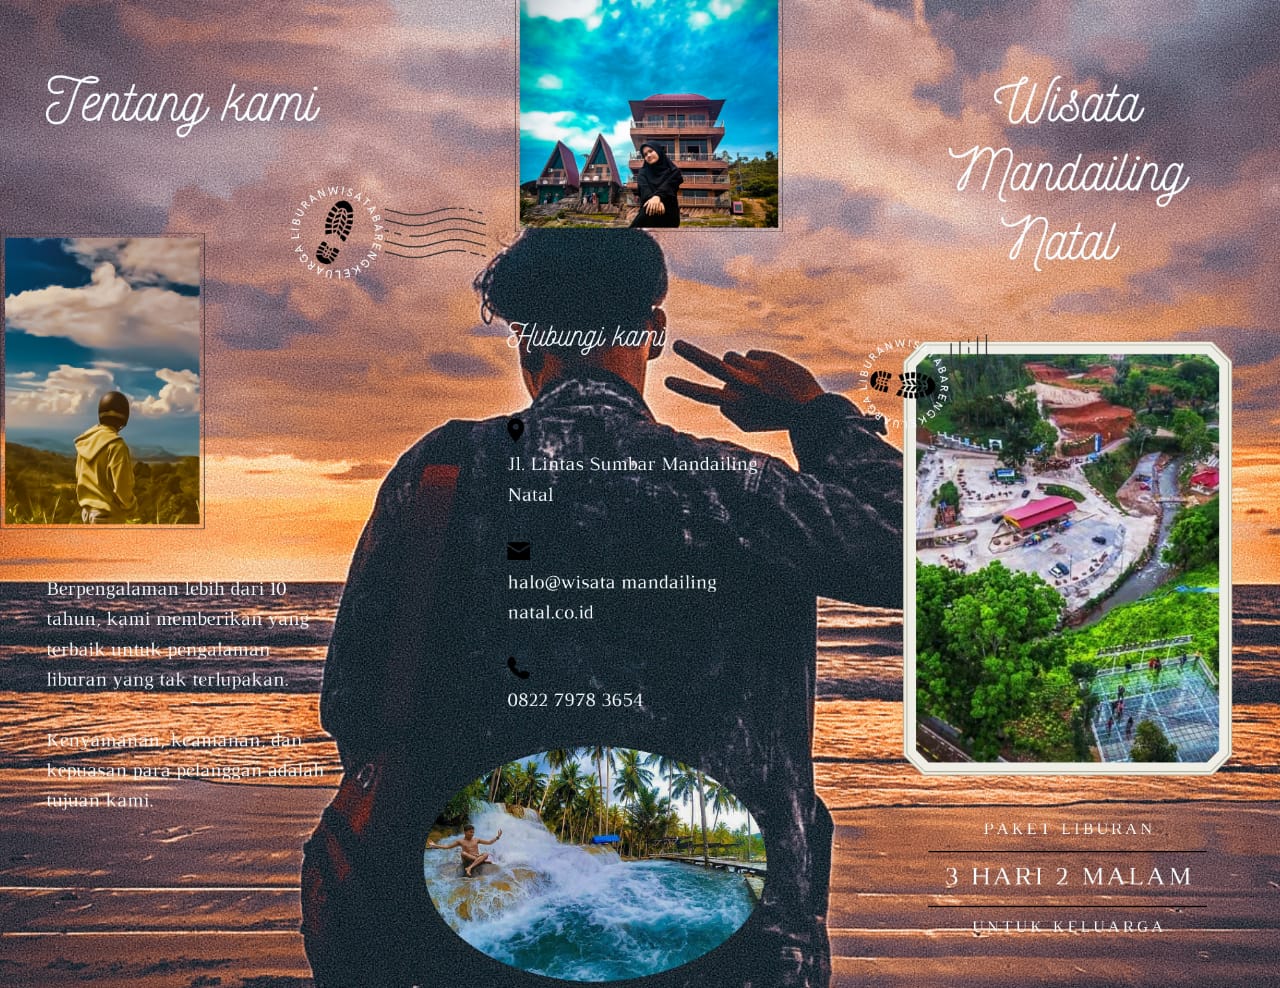 Tentang kami
LIBURANWISATABARENGKELUARGA
Berpengalaman lebih dari 10
tahun, kami memberikan yang
terbaik untuk pengalaman
liburan yang tak terlupakan.
Kenyamanan, keamanan, dan
kepuasan para pelanggan adalah
tujuan kami.
Hubungi kami
Jl. Lintas Sumbar Mandailing
Natal
halo@wisata mandailing
natal.co.id
0822 7978 3654
Wisata
Mandailing
Natal
LIBURANWISATABARENGKELUARGA
PAKET LIBURAN
3 HARI 2 MALAM
UNTUK KELUARGA